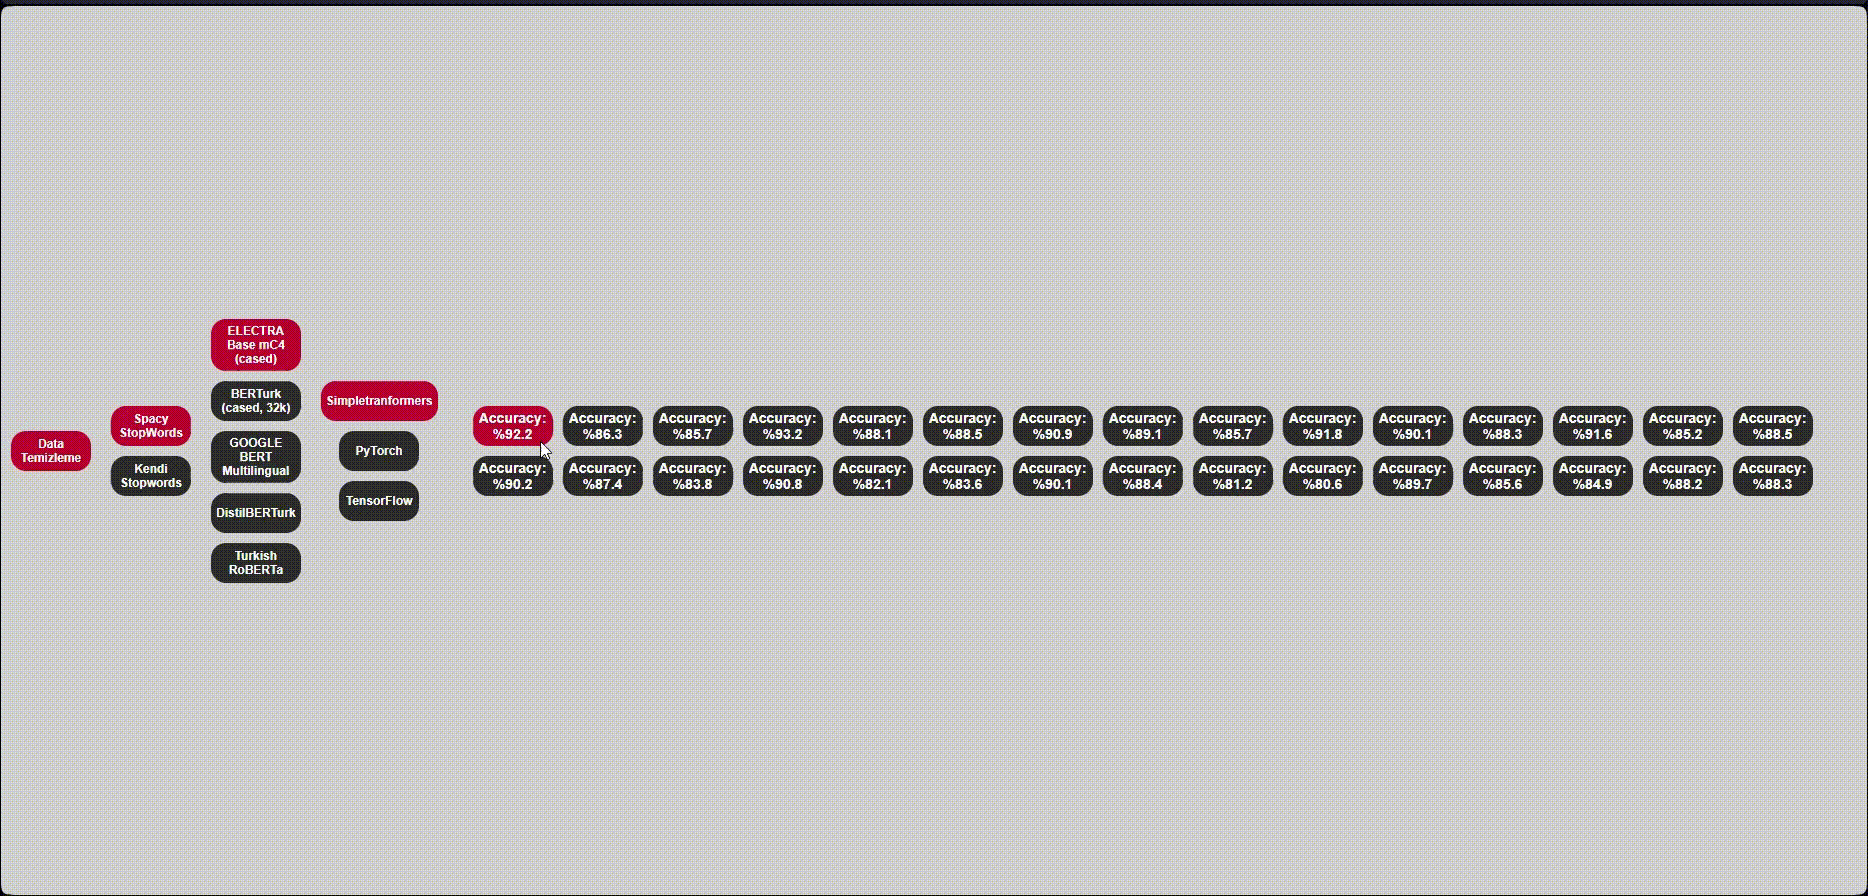 Data
Temizleme
Spacy
StopWords
Kendi
Stopwords
ELECTRA
Base mC4
(cased)
BERTurk
(cased, 32k)
GOOGLE
BERT
Multilingual
DistilBERTurk
Turkish
RoBERTa
Simpletranformers
PyTorch
TensorFlow
Accuracy:
%92.2
Accuracy:
%86.3
Accuracy:
%85.7
Accuracy:
%93.2
Accuracy:
%88.1
Accuracy:
%88.5
Accuracy:
%90.9
Accuracy:
%89.1
Accuracy:
%85.7
Accuracy:
%91.8
Accuracy:
%90.1
Accuracy:
%88.3
Accuracy:
%91.6
Accuracy:
%85.2
Accuracy:
%88.5
Accuracy:
%90.2
Accuracy:
%87.4
Accuracy:
%83.8
Accuracy:
%90.8
Accuracy:
%82.1
Accuracy:
%83.6
Accuracy:
%90.1
Accuracy:
%88.4
Accuracy:
%81.2
Accuracy:
%80.6
Accuracy:
%89.7
Accuracy:
%85.6
Accuracy:
%84.9
Accuracy:
%88.2
Accuracy:
%88.3